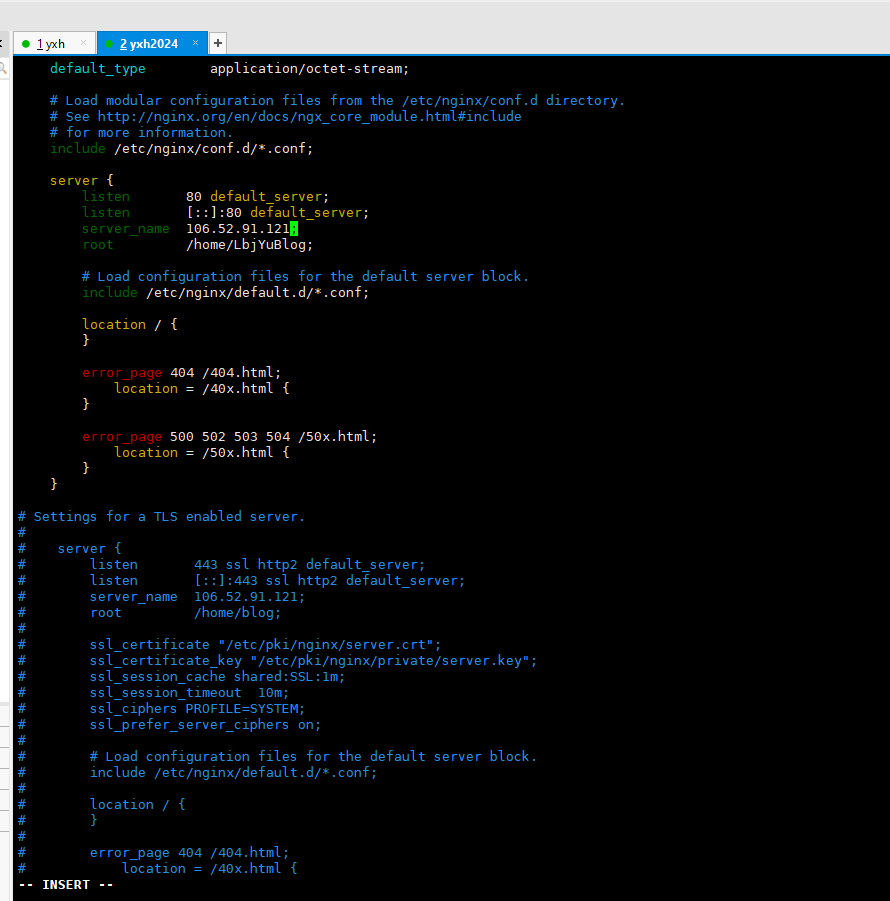 1 yxh ×
2 yxh2024 ×
+
default_type application/octet-stream;
# Load modular configuration files from the /etc/nginx/conf.d directory.
# See http://nginx.org/en/docs/ngx_core_module.html#include
# for more information.
include /etc/nginx/conf.d/*.conf;
server {
listen 80 default_server;
listen [::]:80 default_server;
server_name 106.52.91.121;
root /home/LbjYuBlog;
# Load configuration files for the default server block.
include /etc/nginx/default.d/*.conf;
location / {
}
error_page 404 /404.html;
location = /40x.html {
}
error_page 500 502 503 504 /50x.html;
location = /50x.html {
}
}
# Settings for a TLS enabled server.
#
# server {
# listen 443 ssl http2 default_server;
# listen [::]:443 ssl http2 default_server;
# server_name 106.52.91.121;
# root /home/blog;
#
# ssl_certificate "/etc/pki/nginx/server.crt";
# ssl_certificate_key "/etc/pki/nginx/private/server.key";
# ssl_session_cache shared:SSL:1m;
# ssl_session_timeout 10m;
# ssl_ciphers PROFILE=SYSTEM;
# ssl_prefer_server_ciphers on;
#
# # Load configuration files for the default server block.
# include /etc/nginx/default.d/*.conf;
#
# location / {
# }
#
# error_page 404 /404.html;
# location = /40x.html {
-- INSERT --